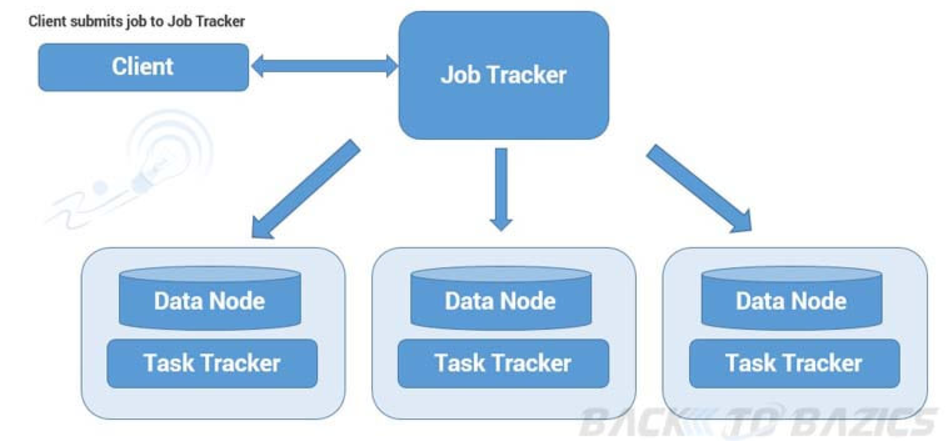 Client submits job to Job Tracker
Client
Job Tracker
Data Node
Data Node
Data Node
Task Tracker
Task Tracker
Task Tracker
BACK TO BAZICS